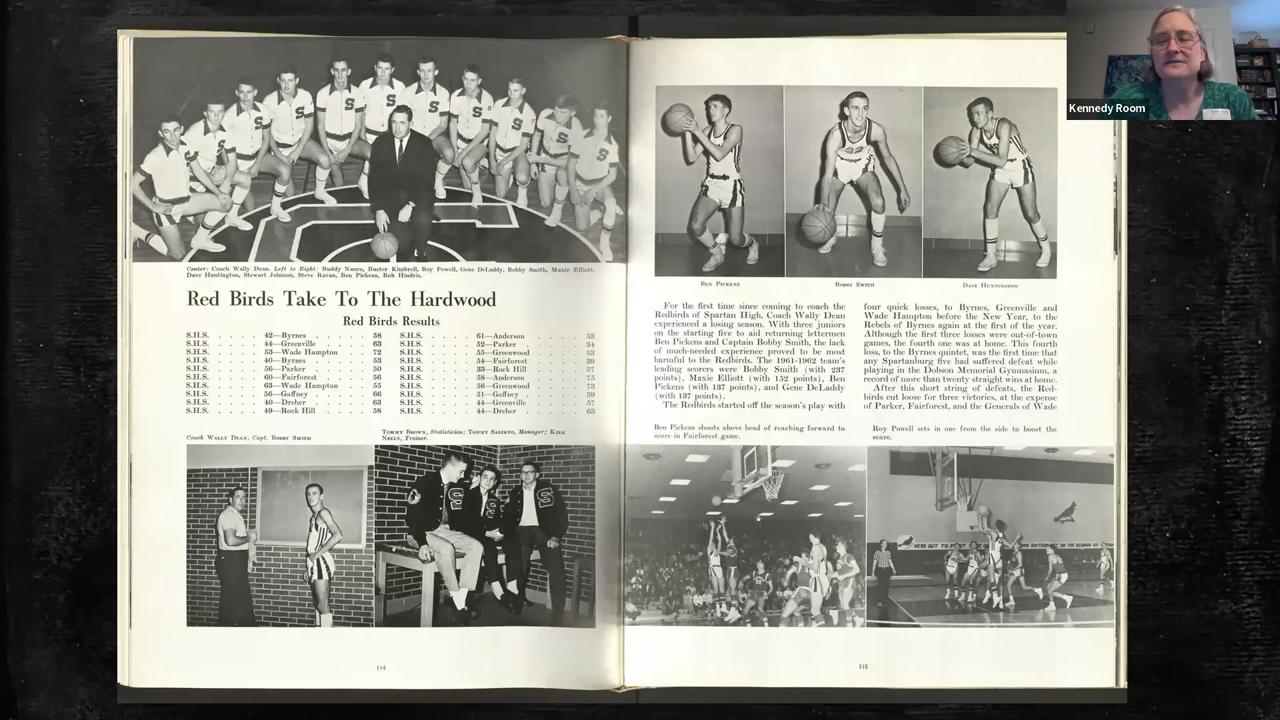 Kennedy Room
Center: Coach Wally Dean. Left to Right: Buddy Nance, Buster Kimbrell, Roy Powell, Gene DeLaddy, Bobby Smith, Maxie Elliott,
Dave Huntington, Stewart Johnson, Steve Ravan, Ben Pickens, Bob Hindris.
Red Birds Take To The Hardwood
Red Birds Results
S.H.S. . . . . . 42—Byrnes . . . . . 58
S.H.S. . . . . . 44—Greenville . . . . . 63
S.H.S. . . . . . 53—Wade Hampton . . . . . 72
S.H.S. . . . . . 40—Byrnes . . . . . 53
S.H.S. . . . . . 56—Parker . . . . . 50
S.H.S. . . . . . 60—Fairforest . . . . . 56
S.H.S. . . . . . 63—Wade Hampton . . . . . 55
S.H.S. . . . . . 56—Gaffney . . . . . 66
S.H.S. . . . . . 40—Dreher . . . . . 63
S.H.S. . . . . . 49—Rock Hill . . . . . 58
S.H.S. . . . . . 61—Anderson . . . . . 53
S.H.S. . . . . . 52—Parker . . . . . 34
S.H.S. . . . . . 55—Greenwood . . . . . 53
S.H.S. . . . . . 54—Fairforest . . . . . 39
S.H.S. . . . . . 33—Rock Hill . . . . . 57
S.H.S. . . . . . 58—Anderson . . . . . 75
S.H.S. . . . . . 56—Greenwood . . . . . 73
S.H.S. . . . . . 51—Gaffney . . . . . 59
S.H.S. . . . . . 44—Greenville . . . . . 57
S.H.S. . . . . . 44—Dreher . . . . . 63
Coach Wally Dean, Capt. Bobby Smith
Tommy Brown, Statistician; Tommy Salerno, Manager; Kirk
Neely, Trainer.
114
Ben Pickens
Bobby Smith
Dave Huntington
For the first time since coming to coach the
Redbirds of Spartan High, Coach Wally Dean
experienced a losing season. With three juniors
on the starting five to aid returning lettermen
Ben Pickens and Captain Bobby Smith, the lack
of much-needed experience proved to be most
harmful to the Redbirds. The 1961-1962 team's
leading scorers were Bobby Smith (with 237
points), Maxie Elliott (with 152 points), Ben
Pickens (with 137 points), and Gene DeLaddy
(with 137 points).
The Redbirds started off the season's play with
four quick losses, to Byrnes, Greenville and
Wade Hampton before the New Year, to the
Rebels of Byrnes again at the first of the year.
Although the first three losses were out-of-town
games, the fourth one was at home. This fourth
loss, to the Byrnes quintet, was the first time that
any Spartanburg five had suffered defeat while
playing in the Dobson Memorial Gymnasium, a
record of more than twenty straight wins at home.
After this short string of defeats, the Red-
birds cut loose for three victories, at the expense
of Parker, Fairforest, and the Generals of Wade
Ben Pickens shoots above head of reaching forward to
score in Fairforest game.
Roy Powell sets in one from the side to boost the
score.
115